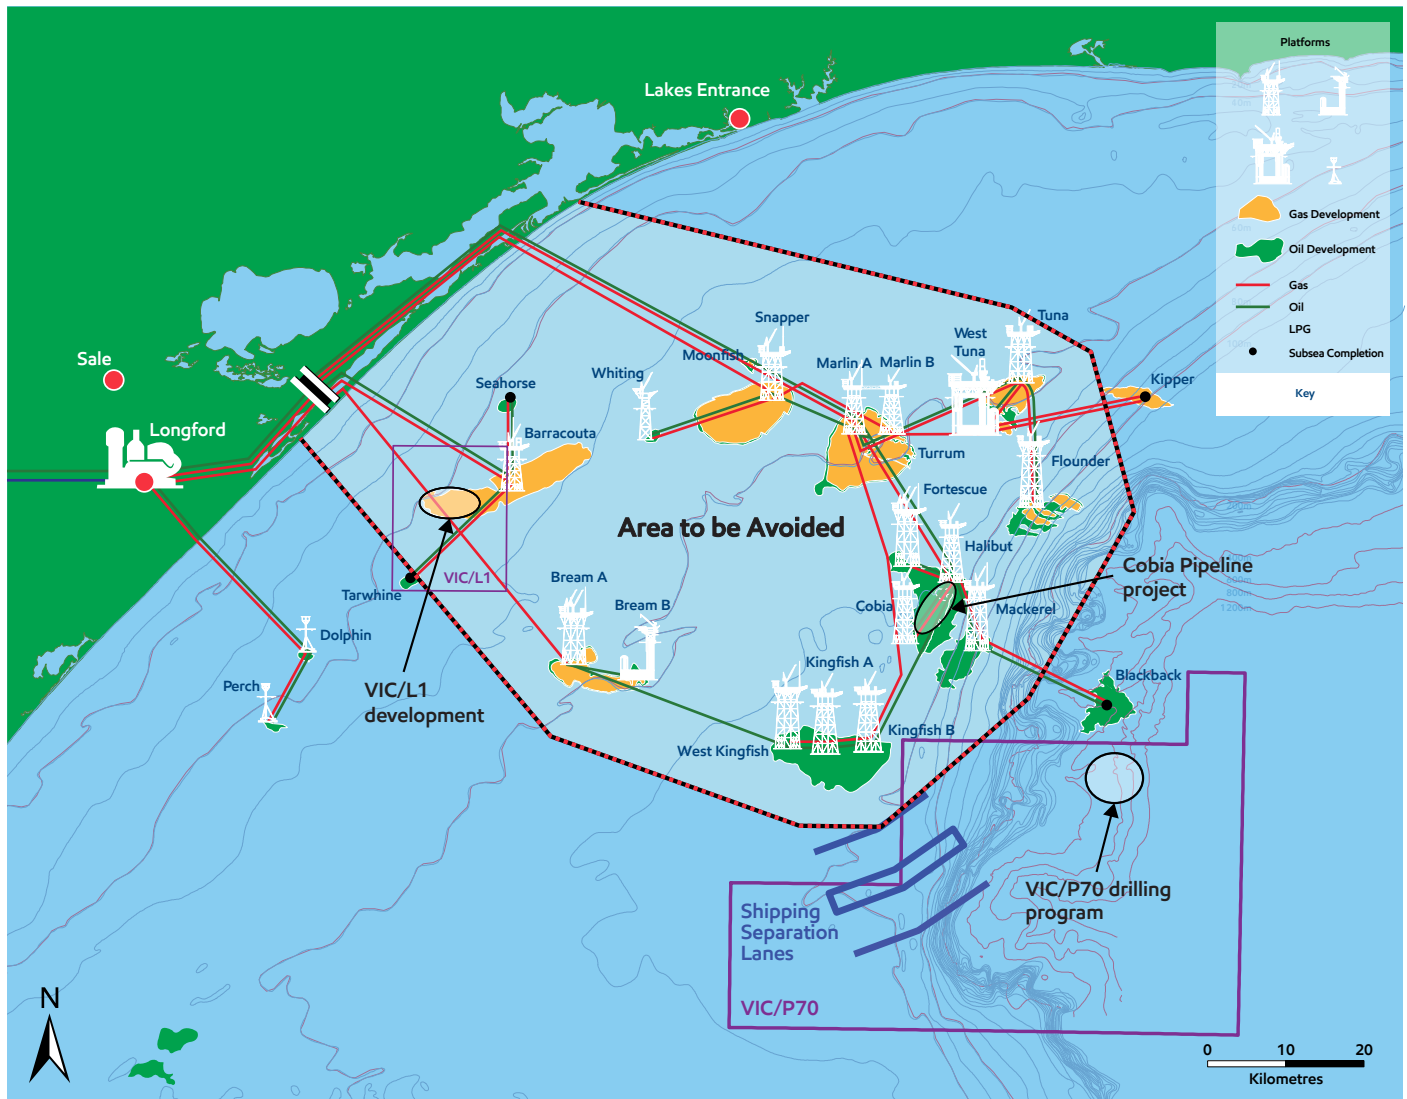 Platforms
Gas Development
Oil Development
Gas
Oil
LPG
Subsea Completion
Key
Lakes Entrance
Sale
Longford
Snapper
Moonfish
Whiting
Seahorse
Barracouta
Marlin A
Marlin B
West
Tuna
Tuna
Kipper
Turrum
Flounder
Fortescue
Halibut
Area to be Avoided
Cobia Pipeline
project
VIC/L1
Tarwhine
Bream A
Bream B
Cobia
Mackerel
Dolphin
Perch
VIC/L1
development
Kingfish A
Kingfish B
West Kingfish
Blackback
200m
800m
1200m
VIC/P70 drilling
program
Shipping
Separation
Lanes
VIC/P70
N
0 10 20
Kilometres